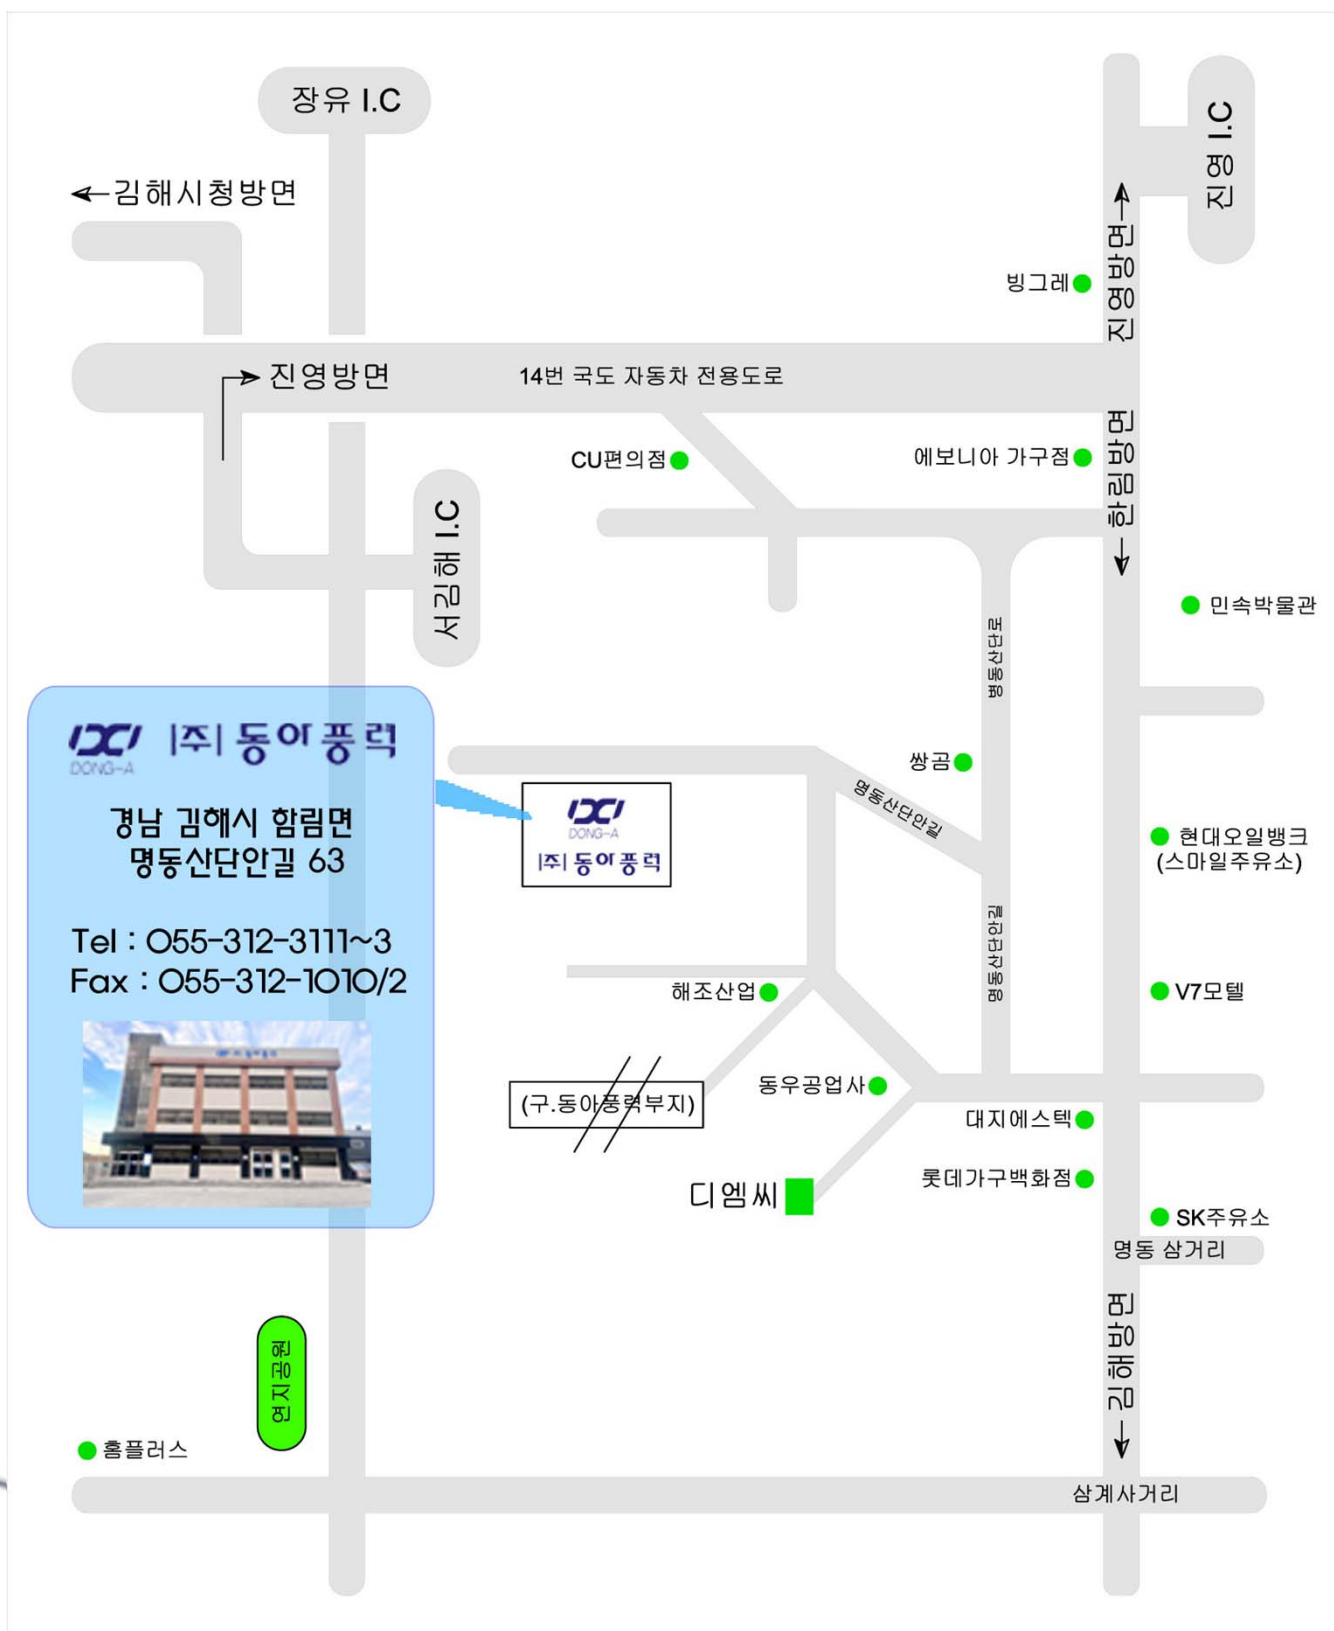 장유 I.C
진영 I.C
←김해시청방면
진영방면
빙그레
진영방면
14번 국도 자동차 전용도로
한림방면
CU편의점
에보니아 가구점
서김해 I.C
민속박물관
명동산단로
DONG-A
(주)동아풍력
경남 김해시 함림면
명동산단안길 63
Tel : 055-312-3111~3
Fax : 055-312-1010/2
쌍곰
명동산단안길
DONG-A
(주)동아풍력
현대오일뱅크
(스마일주유소)
명동산단안길
해조산업
V7모텔
(구.동아풍력부지)
동우공업사
대지에스텍
롯데가구백화점
디엠씨
SK주유소
명동 삼거리
김해방면
연지공원
홈플러스
삼계사거리